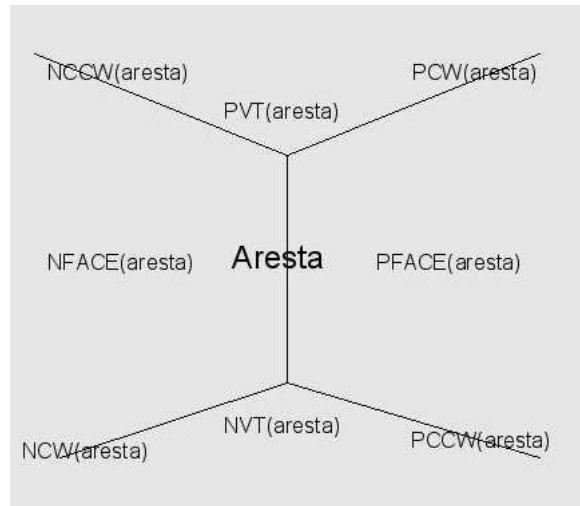 NCCW(aresta)
PCW(aresta)
PVT(aresta)
NFACE(aresta)
Aresta
PFACE(aresta)
NVT(aresta)
PCCW(aresta)
NCW(aresta)